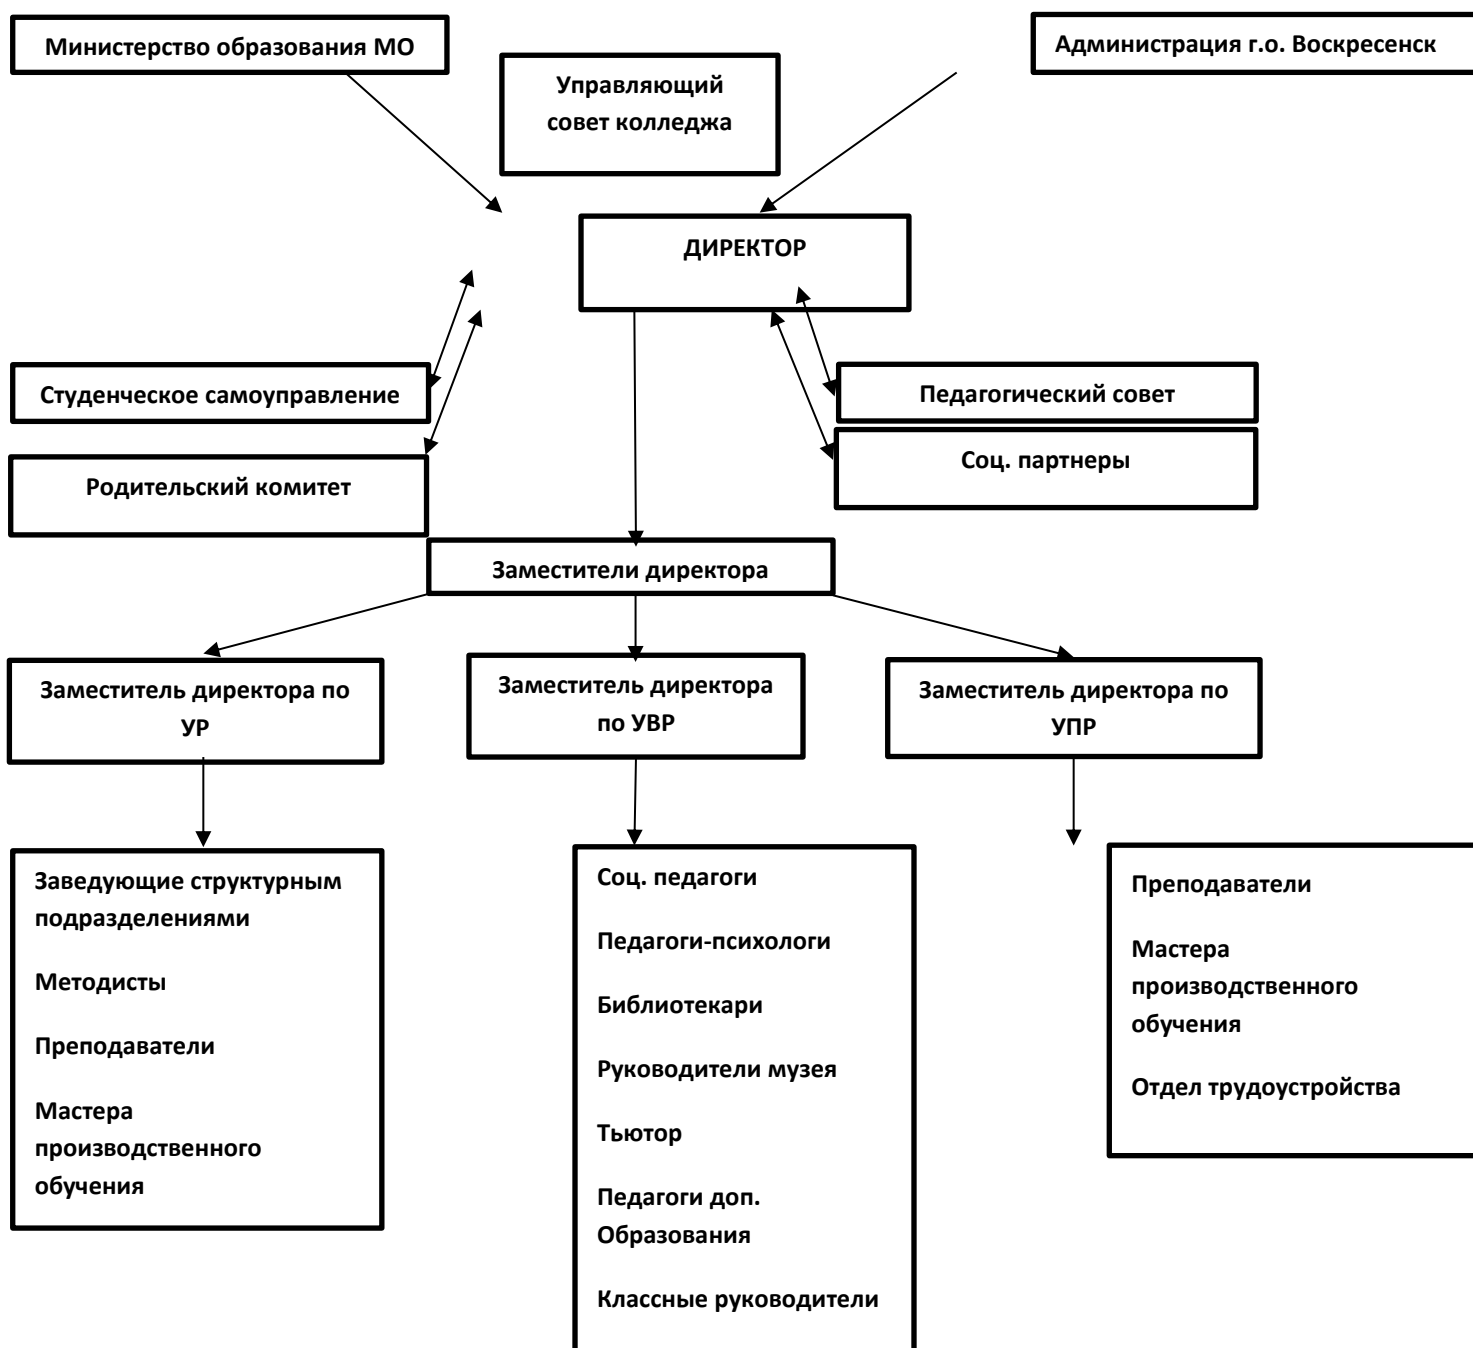 Министерство образования МО
Администрация г.о. Воскресенск
Управляющий
совет колледжа
ДИРЕКТОР
Студенческое самоуправление
Педагогический совет
Родительский комитет
Соц. партнеры
Заместители директора
Заместитель директора по
УР
Заместитель директора
по УВР
Заместитель директора по
УПР
Заведующие структурным
подразделениями
Методисты
Преподаватели
Мастера
производственного
обучения
Соц. педагоги
Педагоги-психологи
Библиотекари
Руководители музея
Тьютор
Педагоги доп.
Образования
Классные руководители
Преподаватели
Мастера
производственного
обучения
Отдел трудоустройства